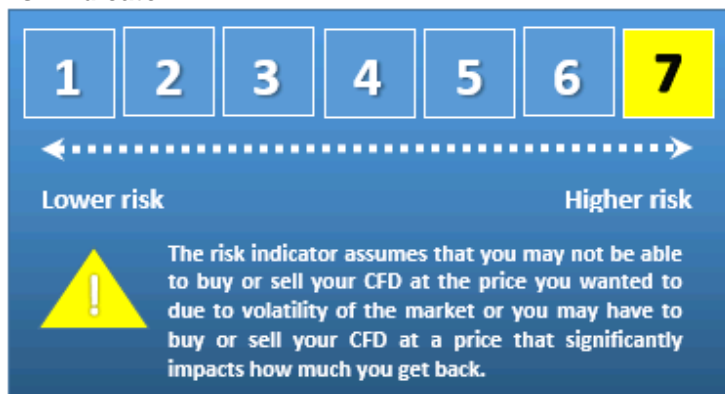 1 2 3 4 5 6 7
Lower risk Higher risk
!
The risk indicator assumes that you may not be able
to buy or sell your CFD at the price you wanted to
due to volatility of the market or you may have to
buy or sell your CFD at a price that significantly
impacts how much you get back.